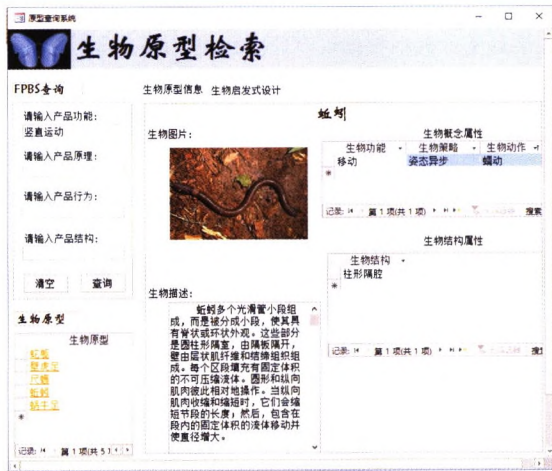 原型查询系统
生物原型检索
FPBS查询
请输入产品功能:
竖直运动
请输入产品原理:
请输入产品行为:
请输入产品结构:
清空 查询
生物原型
生物原型
壁虎足
尺蠖
蚯蚓
蜗牛足
记录: 第1项(共5
生物原型信息 生物启发式设计
蚯蚓
生物图片:
生物描述:
蚯蚓多个光滑管小段组
成,而是被分成小段,使其具
有脊状或环状外观。这些部分
是圆柱形隔室,由隔板隔开,
壁由层状肌纤维和结缔组织组
成。每个区段填充有固定体积
的不可压缩流体。圆形和纵向
肌肉彼此相对地操作。当纵向
肌肉收缩和缩短时,它们会缩
短节段的长度;然后,包含在
段内的固定体积的流体移动并
使直径增大。
生物概念属性
生物功能 生物策略 生物动作
移动 姿态异步 蠕动
记录: 第1项(共1项) 搜索
生物结构属性
生物结构
柱形隔腔
记录: 第1项(共1项) 搜索